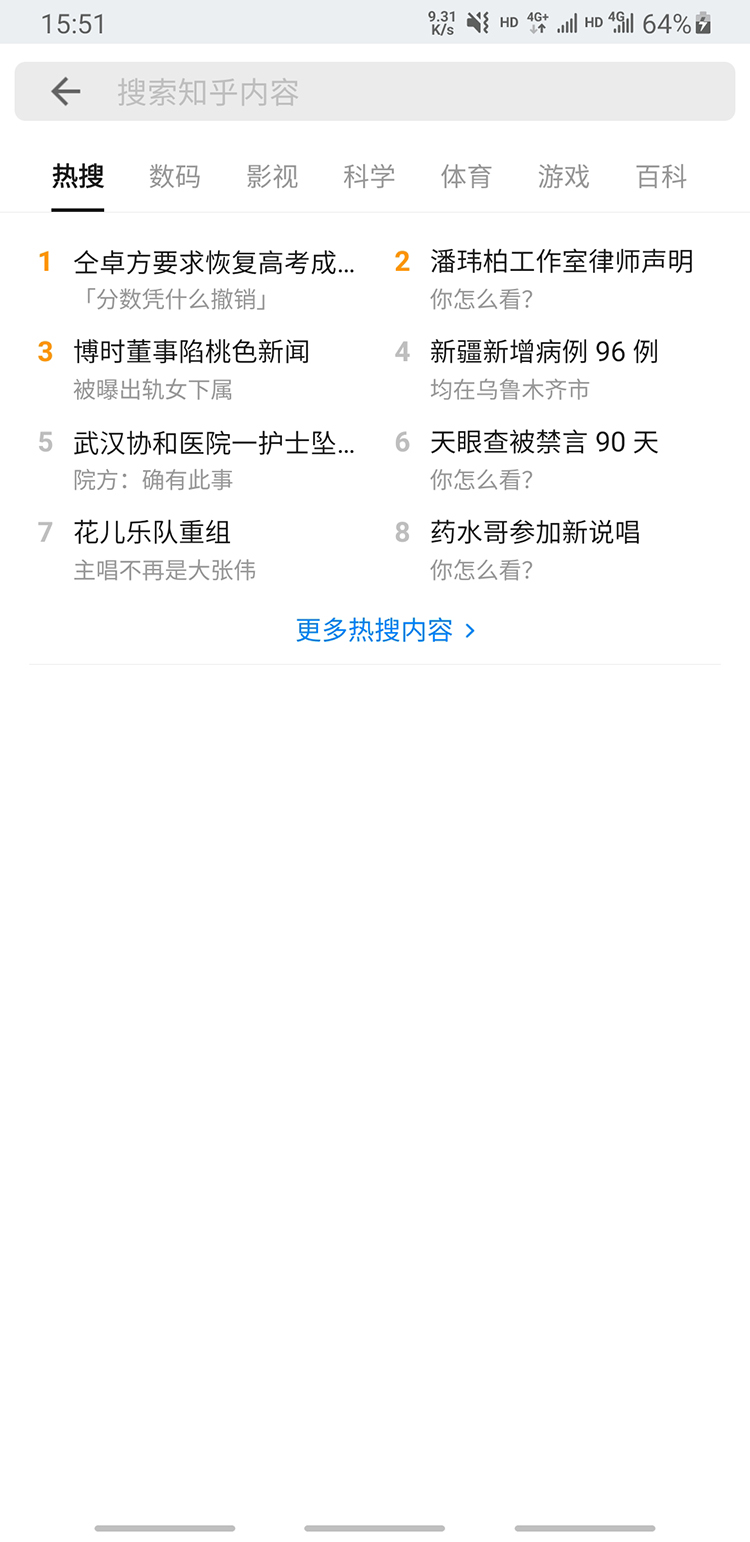 15:51
9.31 K/s HD 4G+ HD 4G 64%
搜索知乎内容
热搜 数码 影视 科学 体育 游戏 百科
1 仝卓方要求恢复高考成... 2 潘玮柏工作室律师声明
「分数凭什么撤销」 你怎么看?
3 博时董事陷桃色新闻 4 新疆新增病例 96 例
被曝出轨女下属 均在乌鲁木齐市
5 武汉协和医院一护士坠... 6 天眼查被禁言 90 天
院方：确有此事 你怎么看?
7 花儿乐队重组 8 药水哥参加新说唱
主唱不再是大张伟 你怎么看?
更多热搜内容 >